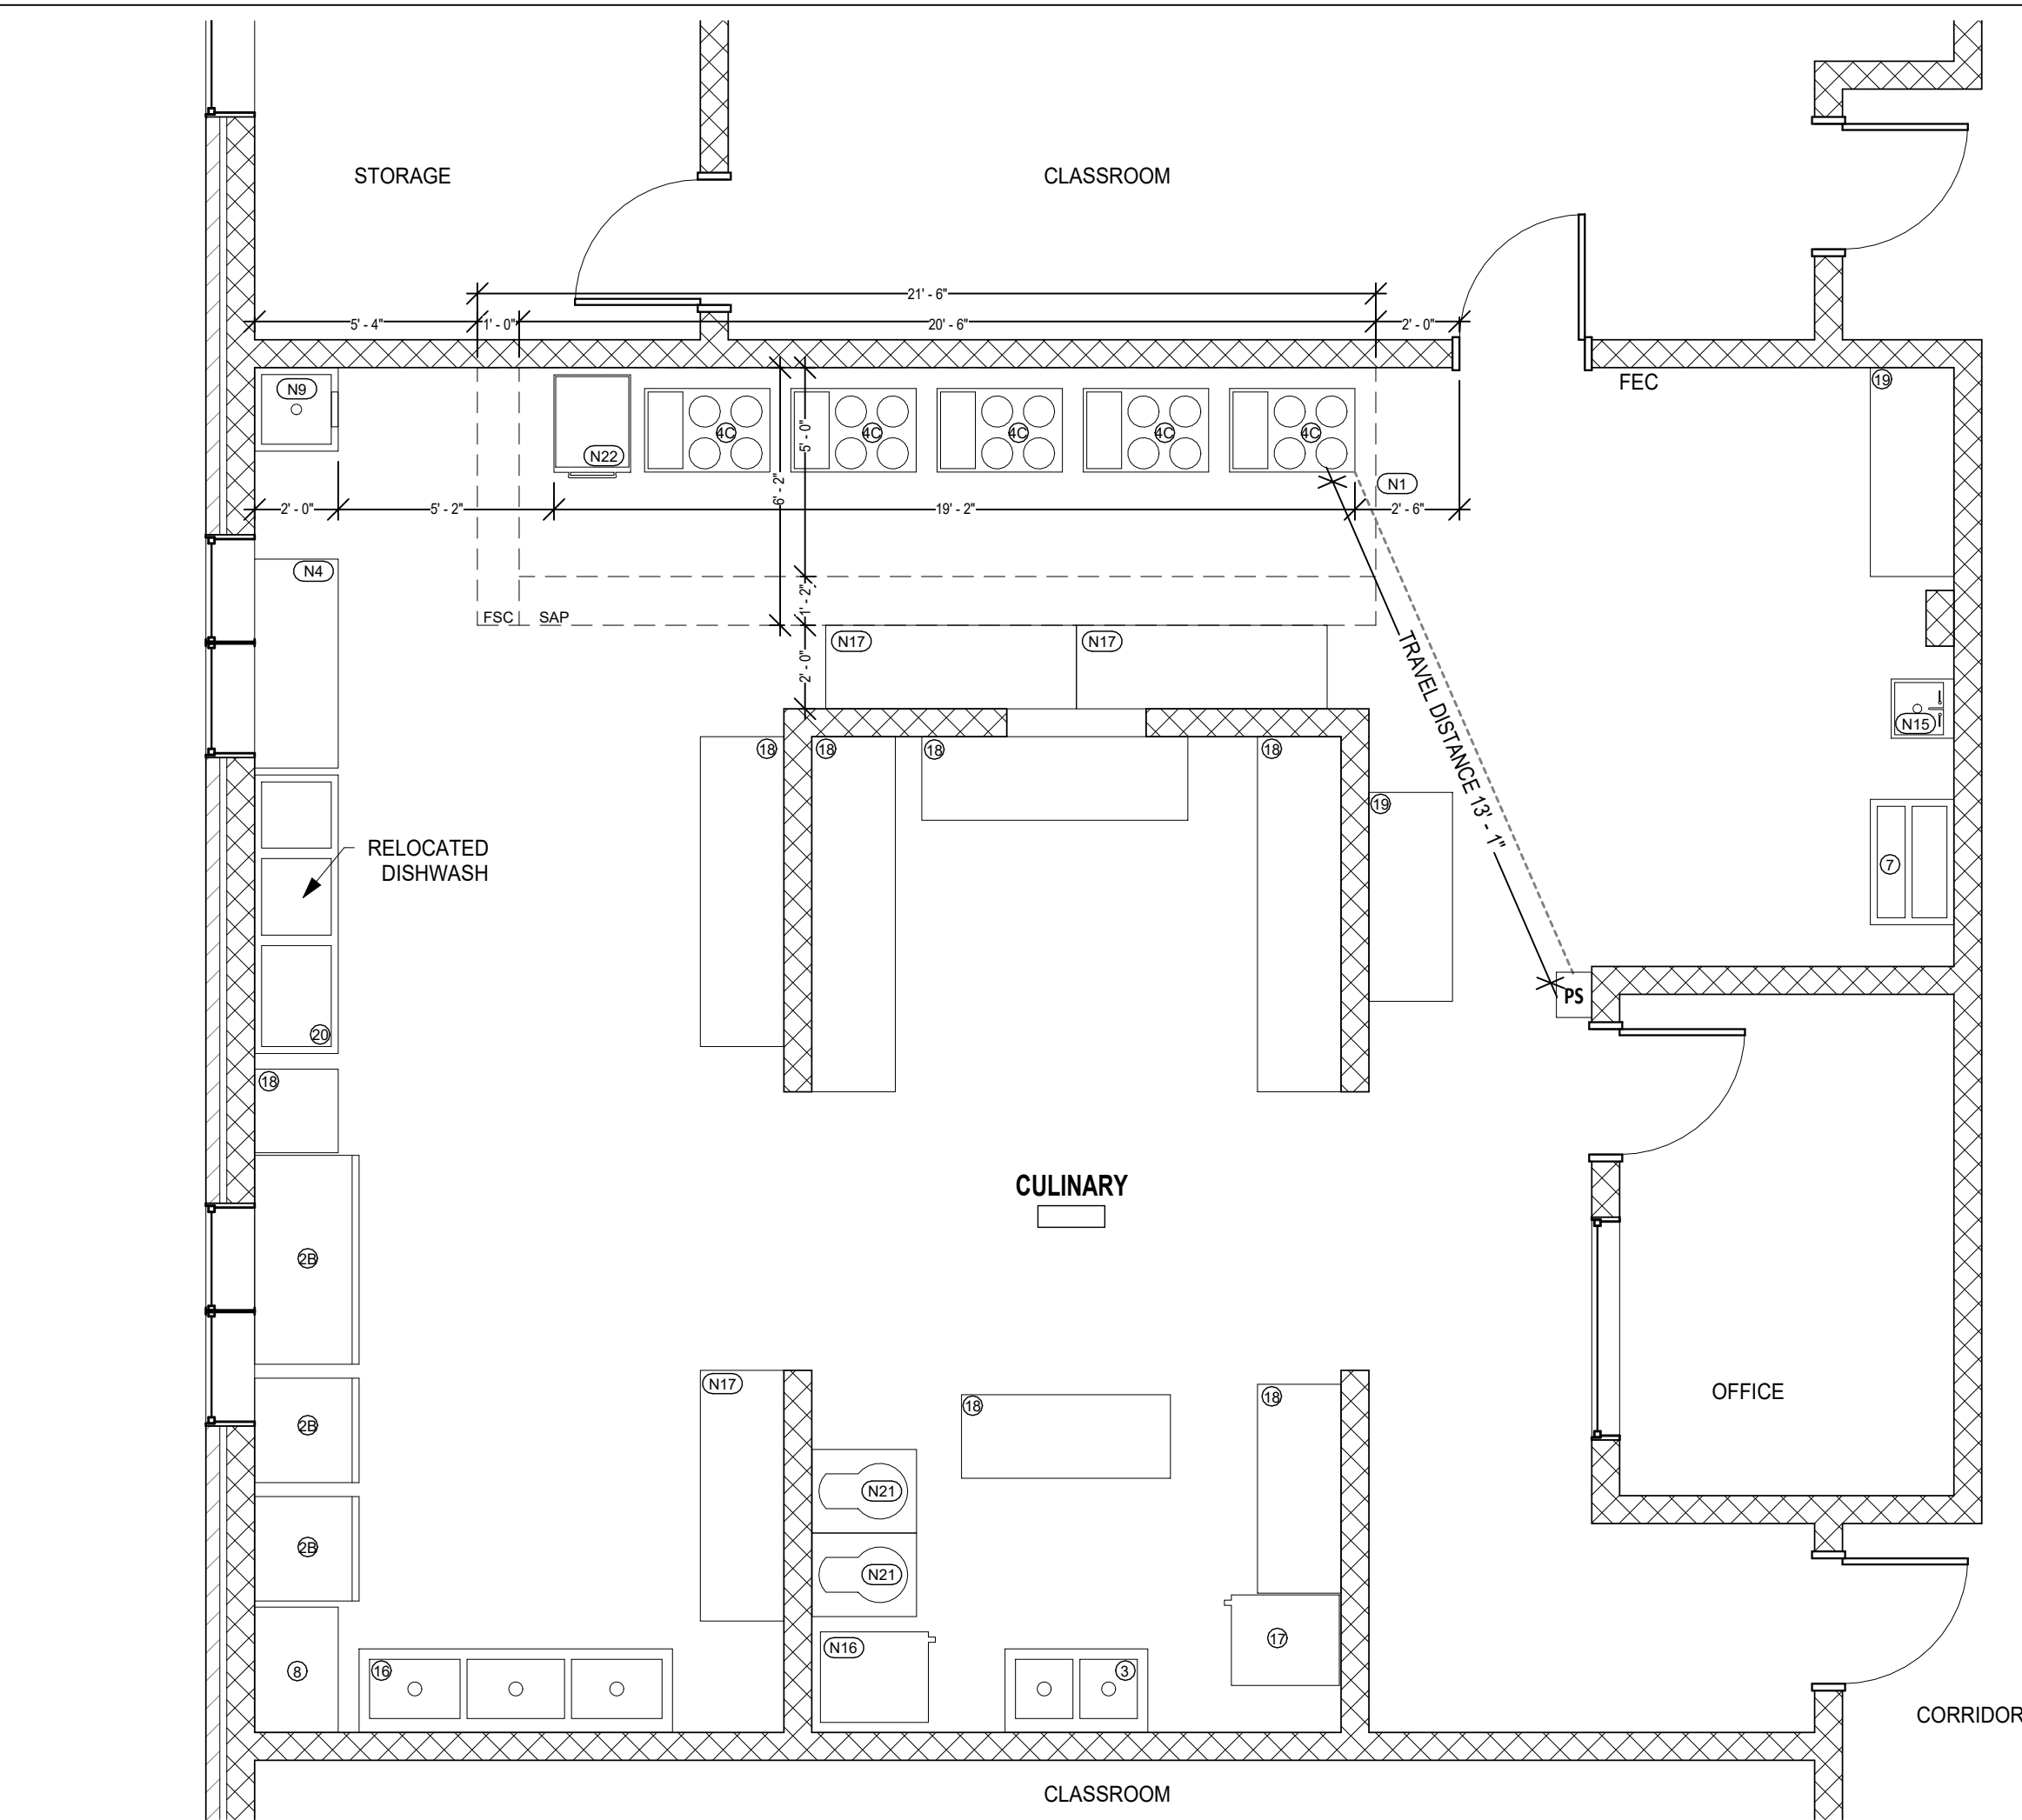 STORAGE
CLASSROOM
21' - 6"
5' - 4"
1' - 0"
20' - 6"
2' - 0"
FEC
19
N9
N22
4C
4C
4C
4C
4C
5' - 0"
6' - 2"
N1
2' - 0"
5' - 2"
19' - 2"
2' - 6"
N4
1' - 2"
FSC
SAP
N17
N17
2' - 0"
TRAVEL DISTANCE 13' - 1"
N15
18
18
18
18
19
RELOCATED
DISHWASH
7
PS
20
18
CULINARY
2B
N17
18
18
OFFICE
2B
N21
2B
N21
N16
17
8
16
3
CORRIDOR
CLASSROOM